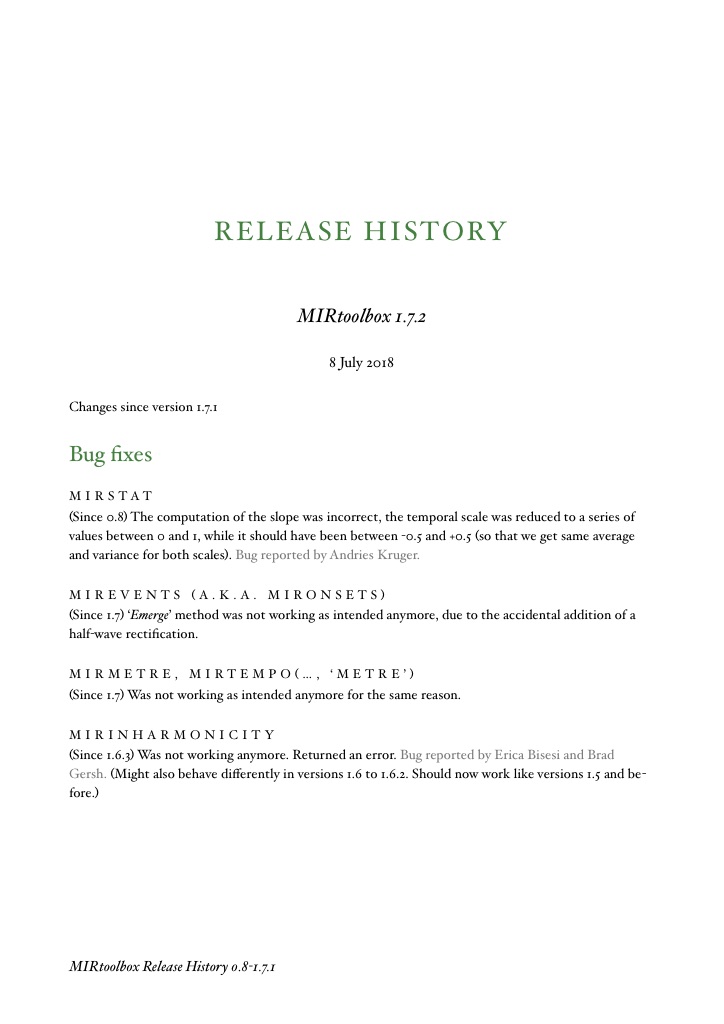 RELEASE HISTORY
MIRtoolbox 1.7.2
8 July 2018
Changes since version 1.7.1
Bug fixes
MIRSTAT
(Since 0.8) The computation of the slope was incorrect, the temporal scale was reduced to a series of
values between 0 and 1, while it should have been between -0.5 and +0.5 (so that we get same average
and variance for both scales). Bug reported by Andries Kruger.
MIREVENTS (A.K.A. MIRONSETS)
(Since 1.7) ‘Emerge’ method was not working as intended anymore, due to the accidental addition of a
half-wave rectification.
MIRMETRE, MIRTEMPO(…, ‘METRE’)
(Since 1.7) Was not working as intended anymore for the same reason.
MIRINHARMONICITY
(Since 1.6.3) Was not working anymore. Returned an error. Bug reported by Erica Bisesi and Brad
Gersh. (Might also behave differently in versions 1.6 to 1.6.2. Should now work like versions 1.5 and be-
fore.)
MIRtoolbox Release History 0.8-1.7.1